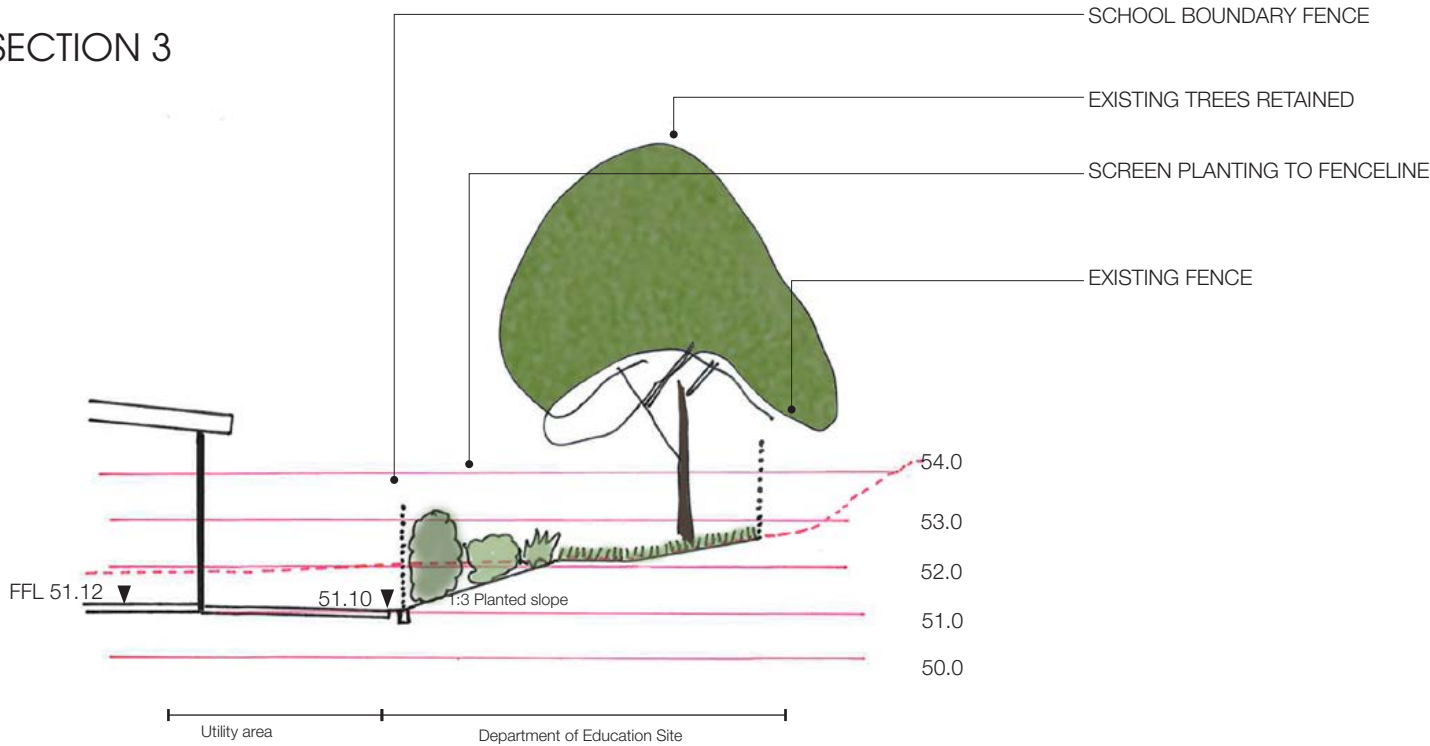 SCHOOL BOUNDARY FENCE
SECTION 3
EXISTING TREES RETAINED
SCREEN PLANTING TO FENCELINE
EXISTING FENCE
54.0
53.0
52.0
FFL 51.12
51.10
1:3 Planted slope
51.0
50.0
Utility area
Department of Education Site